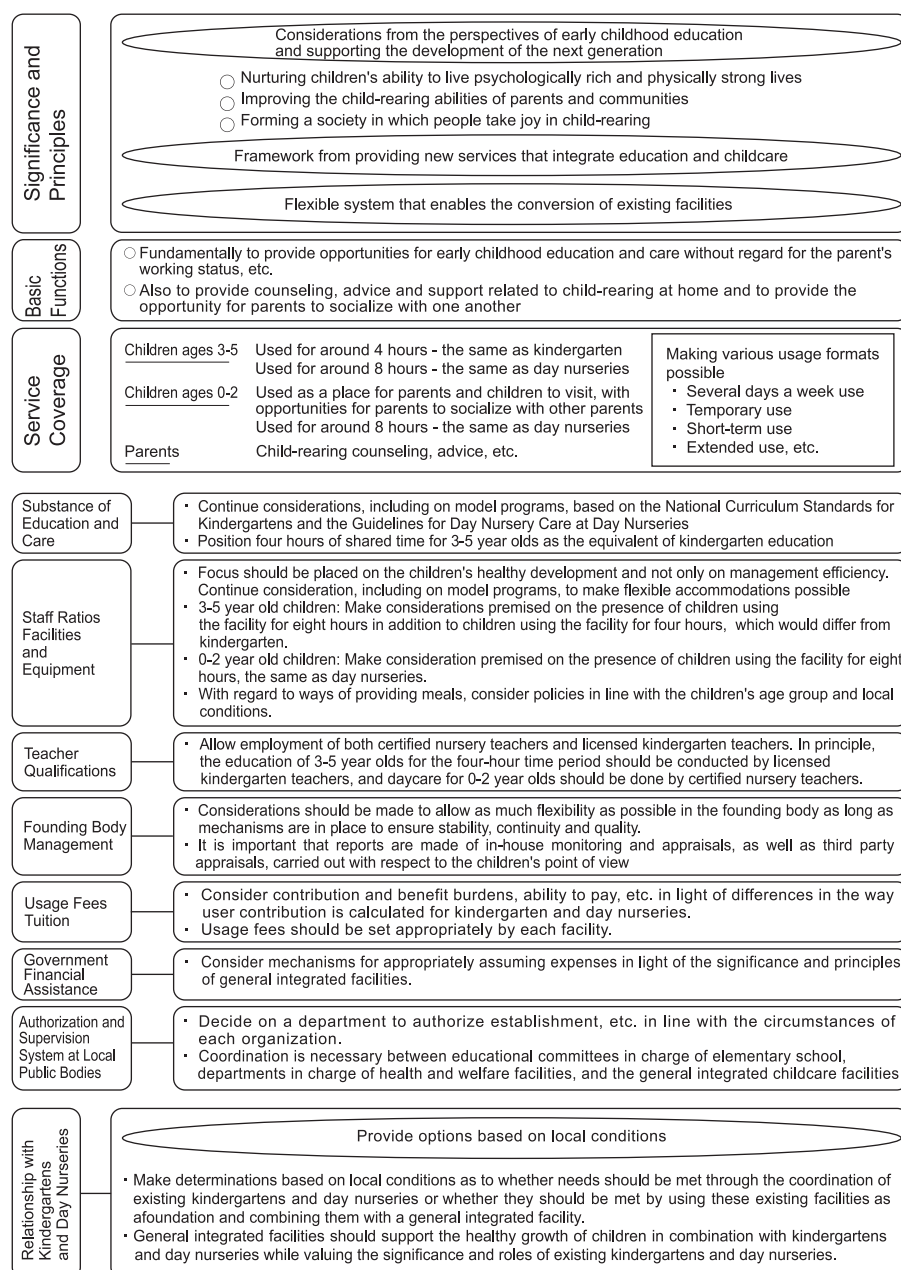 Significance and
Principles
Considerations from the perspectives of early childhood education
and supporting the development of the next generation
○ Nurturing children's ability to live psychologically rich and physically strong lives
○ Improving the child-rearing abilities of parents and communities
○ Forming a society in which people take joy in child-rearing
Framework from providing new services that integrate education and childcare
Flexible system that enables the conversion of existing facilities
Basic
Functions
○ Fundamentally to provide opportunities for early childhood education and care without regard for the parent's
working status, etc.
○ Also to provide counseling, advice and support related to child-rearing at home and to provide the
opportunity for parents to socialize with one another
Service
Coverage
Children ages 3-5 Used for around 4 hours - the same as kindergarten
Used for around 8 hours - the same as day nurseries
Children ages 0-2 Used as a place for parents and children to visit, with
opportunities for parents to socialize with other parents
Used for around 8 hours - the same as day nurseries
Parents Child-rearing counseling, advice, etc.
Making various usage formats
possible
・ Several days a week use
・ Temporary use
・ Short-term use
・ Extended use, etc.
Substance of
Education and
Care
・ Continue considerations, including on model programs, based on the National Curriculum Standards for
Kindergartens and the Guidelines for Day Nursery Care at Day Nurseries
・ Position four hours of shared time for 3-5 year olds as the equivalent of kindergarten education
Staff Ratios
Facilities
and
Equipment
・ Focus should be placed on the children's healthy development and not only on management efficiency.
Continue consideration, including on model programs, to make flexible accommodations possible
・ 3-5 year old children: Make considerations premised on the presence of children using
the facility for eight hours in addition to children using the facility for four hours, which would differ from
kindergarten.
・ 0-2 year old children: Make consideration premised on the presence of children using the facility for eight
hours, the same as day nurseries.
・ With regard to ways of providing meals, consider policies in line with the children's age group and local
conditions.
Teacher
Qualifications
・ Allow employment of both certified nursery teachers and licensed kindergarten teachers. In principle,
the education of 3-5 year olds for the four-hour time period should be conducted by licensed
kindergarten teachers, and daycare for 0-2 year olds should be done by certified nursery teachers.
Founding Body
Management
・ Considerations should be made to allow as much flexibility as possible in the founding body as long as
mechanisms are in place to ensure stability, continuity and quality.
・ It is important that reports are made of in-house monitoring and appraisals, as well as third party
appraisals, carried out with respect to the children's point of view
Usage Fees
Tuition
・ Consider contribution and benefit burdens, ability to pay, etc. in light of differences in the way
user contribution is calculated for kindergarten and day nurseries.
・ Usage fees should be set appropriately by each facility.
Government
Financial
Assistance
・ Consider mechanisms for appropriately assuming expenses in light of the significance and principles
of general integrated facilities.
Authorization and
Supervision
System at Local
Public Bodies
・ Decide on a department to authorize establishment, etc. in line with the circumstances of
each organization.
・ Coordination is necessary between educational committees in charge of elementary school,
departments in charge of health and welfare facilities, and the general integrated childcare facilities
Relationship with
Kindergartens
and Day Nurseries
Provide options based on local conditions
・ Make determinations based on local conditions as to whether needs should be met through the coordination of
existing kindergartens and day nurseries or whether they should be met by using these existing facilities as
afoundation and combining them with a general integrated facility.
・ General integrated facilities should support the healthy growth of children in combination with kindergartens
and day nurseries while valuing the significance and roles of existing kindergartens and day nurseries.